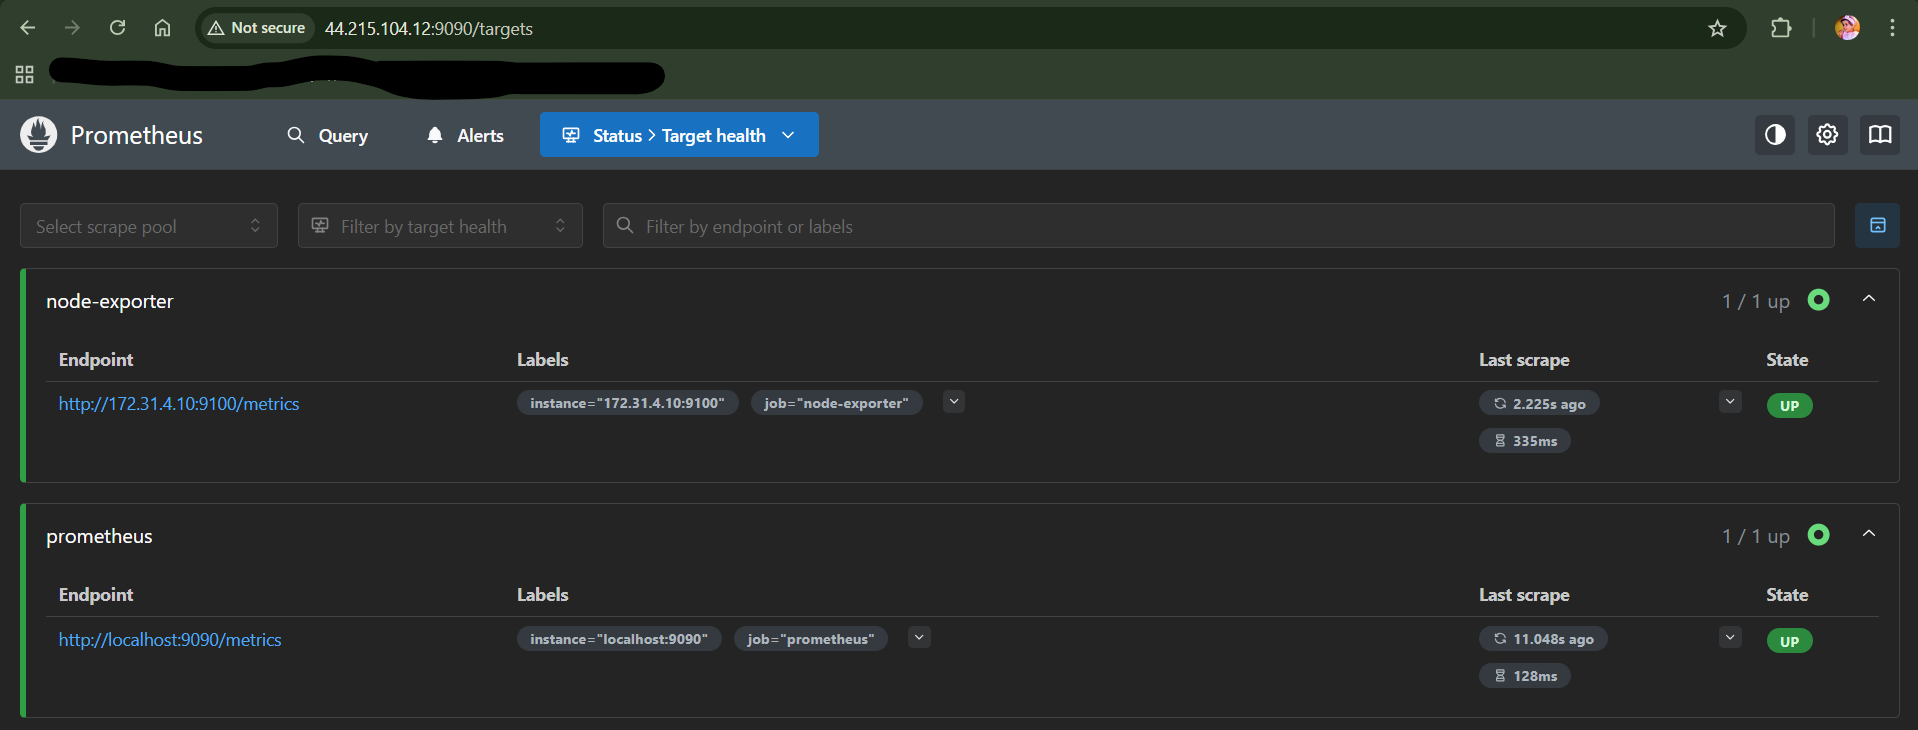 Not secure 44.215.104.12:9090/targets
Prometheus Query Alerts Status > Target health
Select scrape pool Filter by target health Filter by endpoint or labels
node-exporter 1 / 1 up
Endpoint Labels Last scrape State
http://172.31.4.10:9100/metrics instance="172.31.4.10:9100" job="node-exporter" 2.225s ago UP
335ms
prometheus 1 / 1 up
Endpoint Labels Last scrape State
http://localhost:9090/metrics instance="localhost:9090" job="prometheus" 11.048s ago UP
128ms